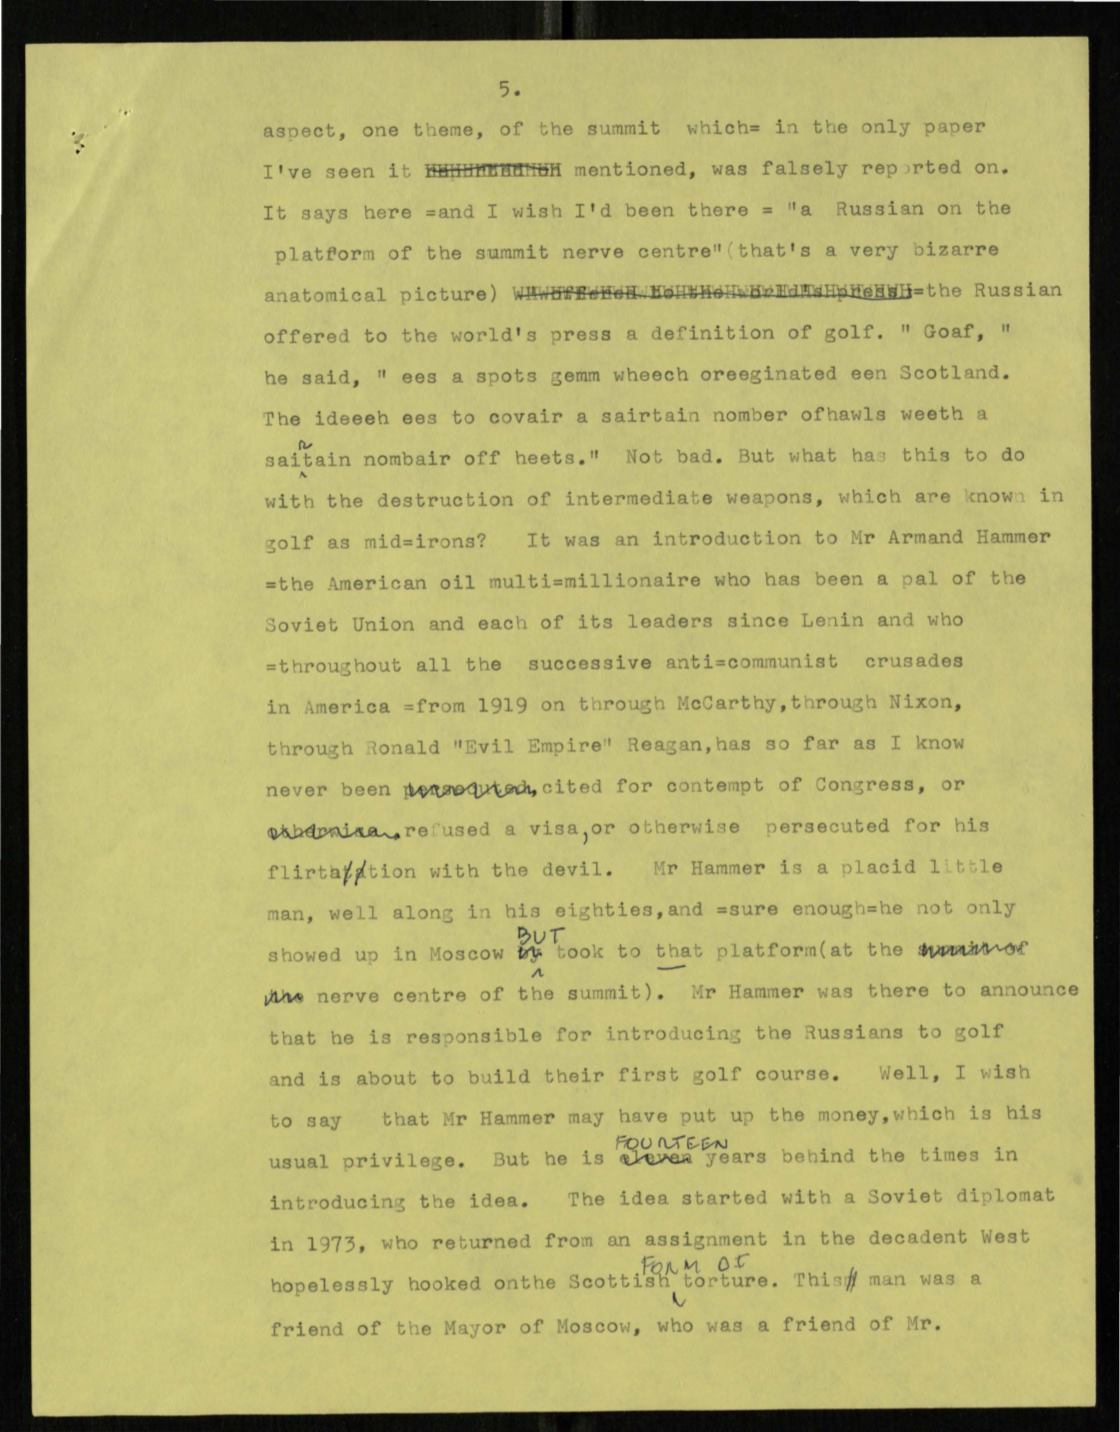 5.
aspect, one theme, of the summit which= in the only paper
I've seen it mentioned, was falsely reported on.
It says here =and I wish I'd been there = "a Russian on the
platform of the summit nerve centre"(that's a very bizarre
anatomical picture) =the Russian
offered to the world's press a definition of golf. " Goaf, "
he said, " ees a spots gemm wheech oreeginated een Scotland.
The ideeeh ees to covair a sairtain nomber ofhawls weeth a
sairtain nombair off heets." Not bad. But what has this to do
with the destruction of intermediate weapons, which are known in
golf as mid=irons? It was an introduction to Mr Armand Hammer
=the American oil multi=millionaire who has been a pal of the
Soviet Union and each of its leaders since Lenin and who
=throughout all the successive anti=communist crusades
in America =from 1919 on through McCarthy,through Nixon,
through Ronald "Evil Empire" Reagan,has so far as I know
never been persecuted, cited for contempt of Congress, or
otherwise, refused a visa,or otherwise persecuted for his
flirtation with the devil. Mr Hammer is a placid little
man, well along in his eighties,and =sure enough=he not only
showed up in Moscow BUT took to that platform(at the summit of
the nerve centre of the summit). Mr Hammer was there to announce
that he is responsible for introducing the Russians to golf
and is about to build their first golf course. Well, I wish
to say that Mr Hammer may have put up the money,which is his
usual privilege. But he is eleven FOURTEEN years behind the times in
introducing the idea. The idea started with a Soviet diplomat
in 1973, who returned from an assignment in the decadent West
hopelessly hooked onthe Scottish FORM OF torture. This man was a
friend of the Mayor of Moscow, who was a friend of Mr.